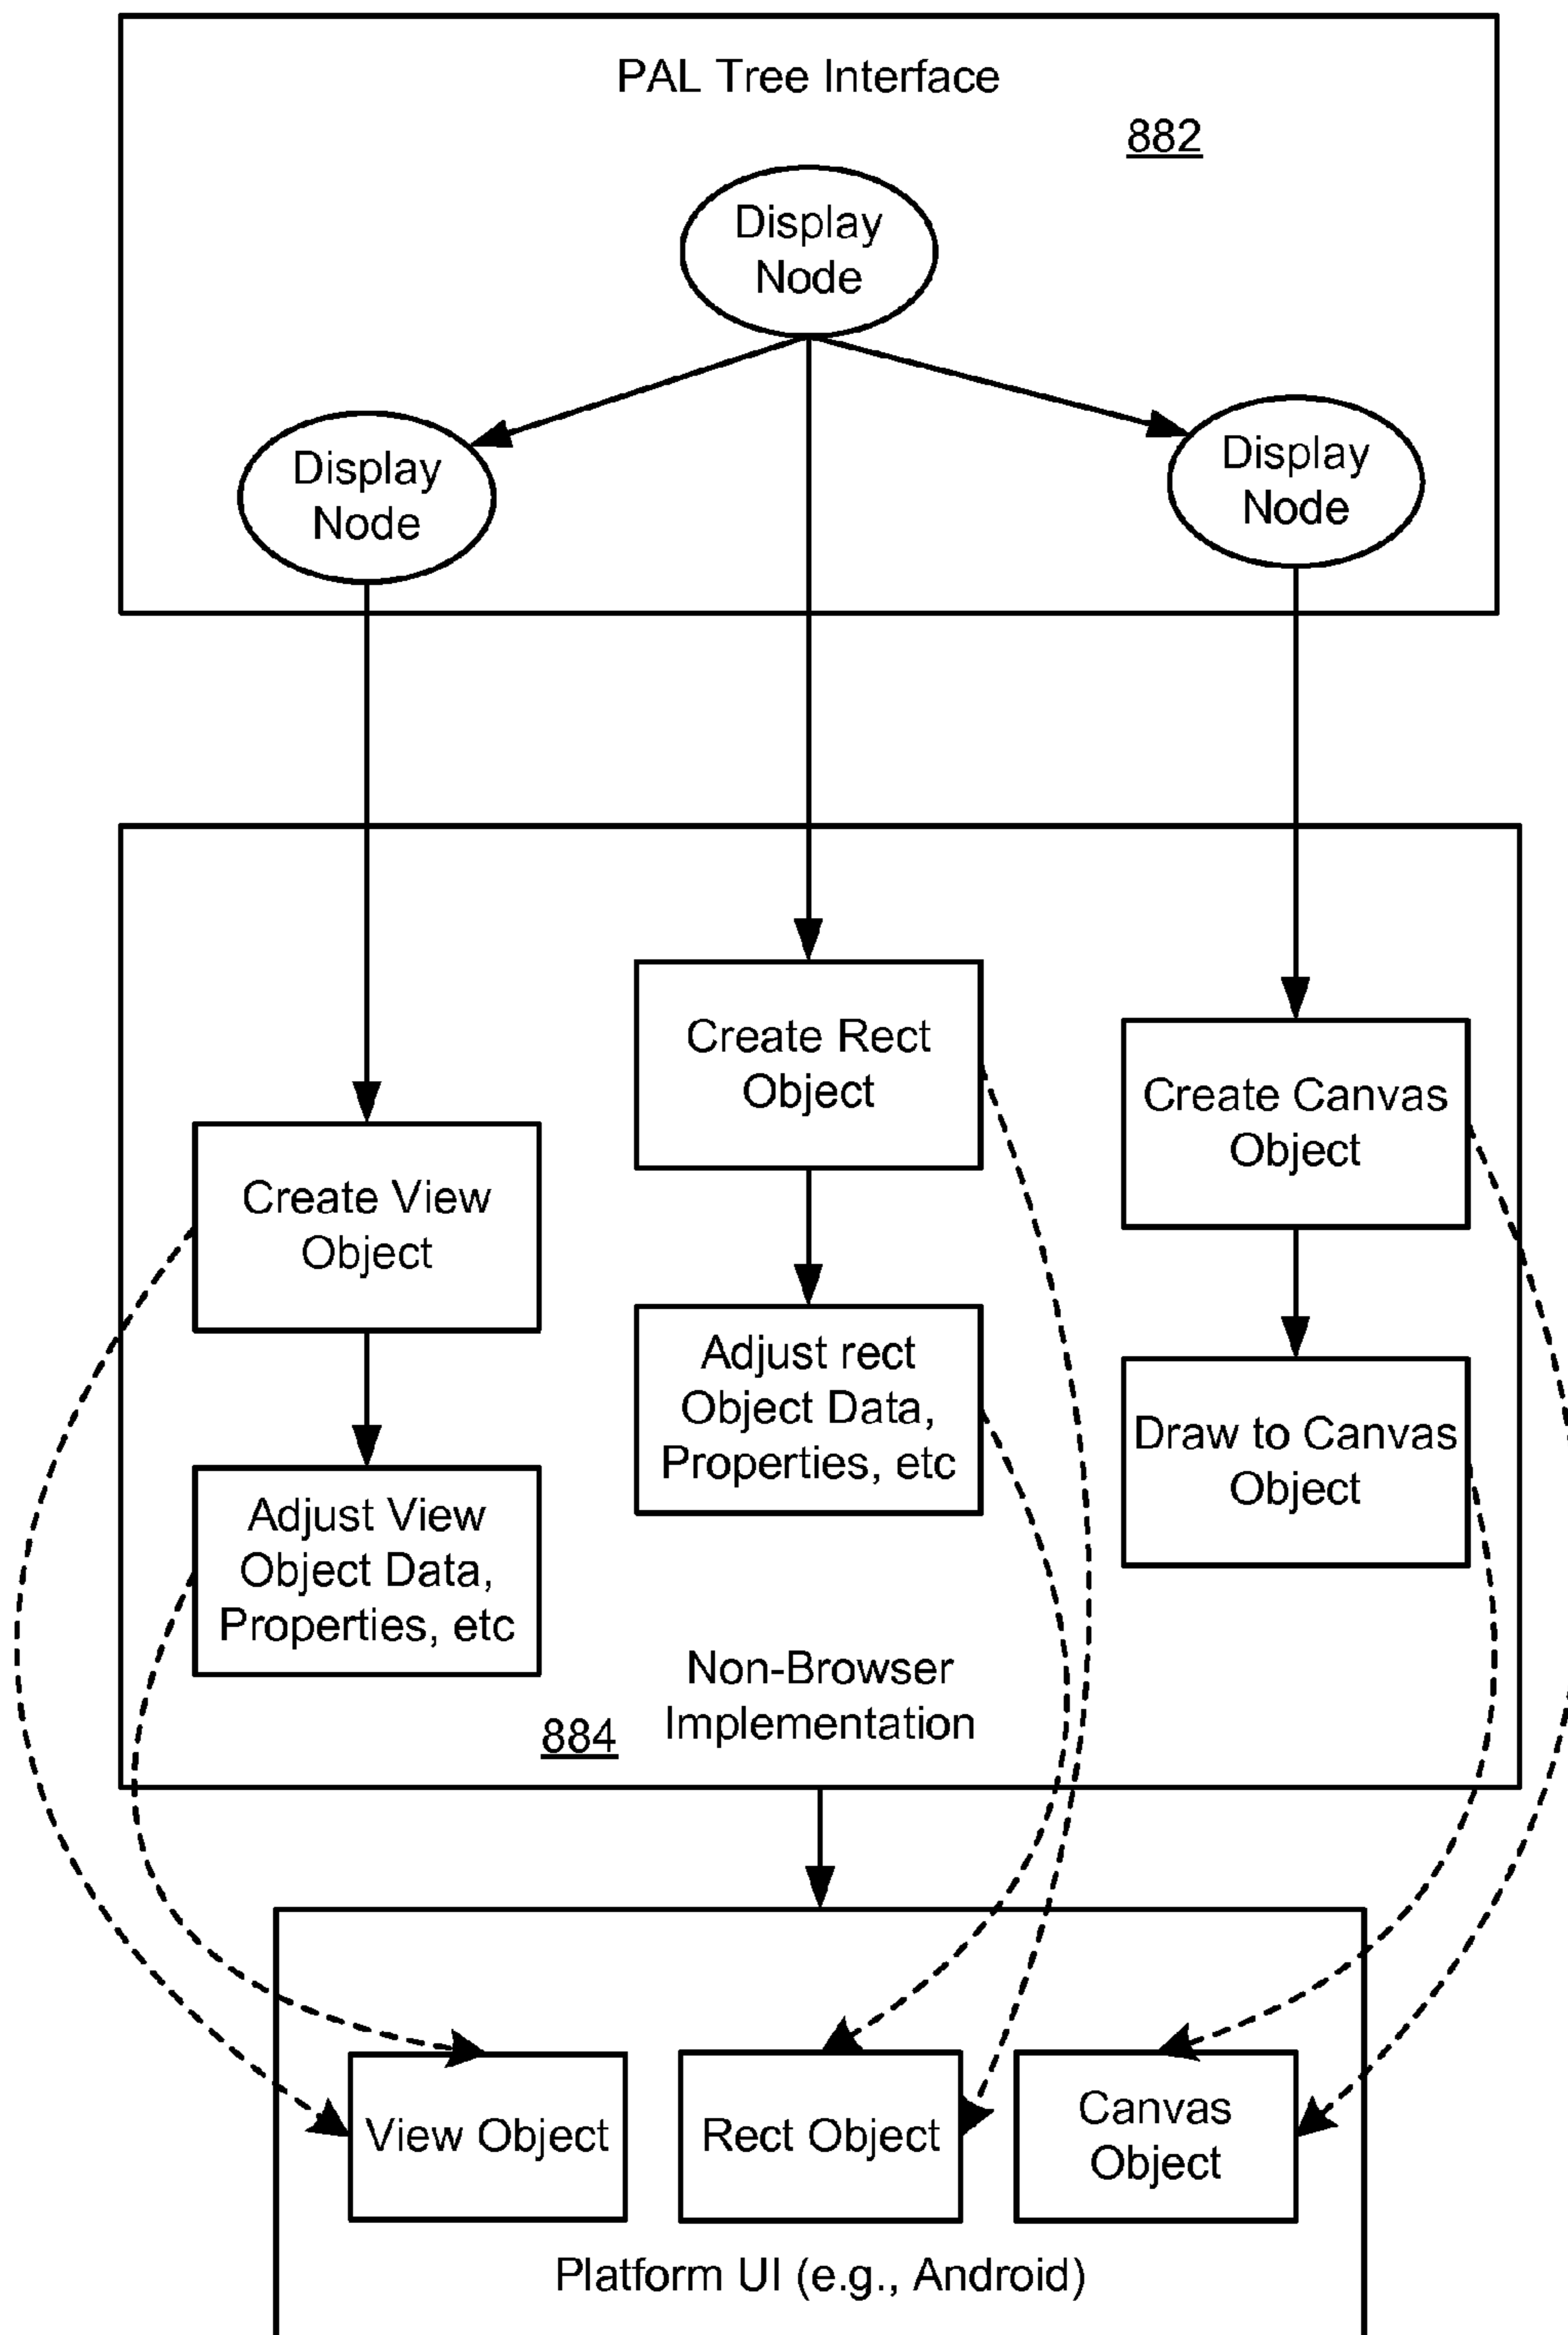 PAL Tree Interface
882
Display
Node
Display
Node
Display
Node
Create Rect
Object
Create Canvas
Object
Create View
Object
Adjust rect
Object Data,
Properties, etc
Draw to Canvas
Object
Adjust View
Object Data,
Properties, etc
Non-Browser
Implementation
884
View Object
Rect Object
Canvas
Object
Platform UI (e.g., Android)